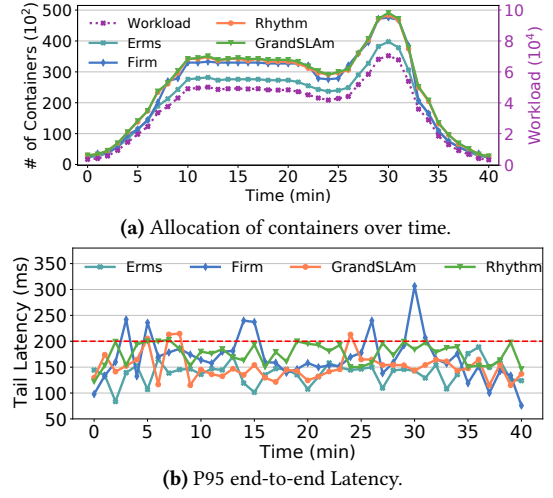 # of Containers (10²)
500
400
300
200
100
0
Workload
Erms
Firm
Rhythm
GrandSLAm
10
8
6
4
2
0
Workload (10⁴)
0 5 10 15 20 25 30 35 40
Time (min)
(a) Allocation of containers over time.
Tail Latency (ms)
350
300
250
200
150
100
50
Erms Firm GrandSLAm Rhythm
0 5 10 15 20 25 30 35 40
Time (min)
(b) P95 end-to-end Latency.